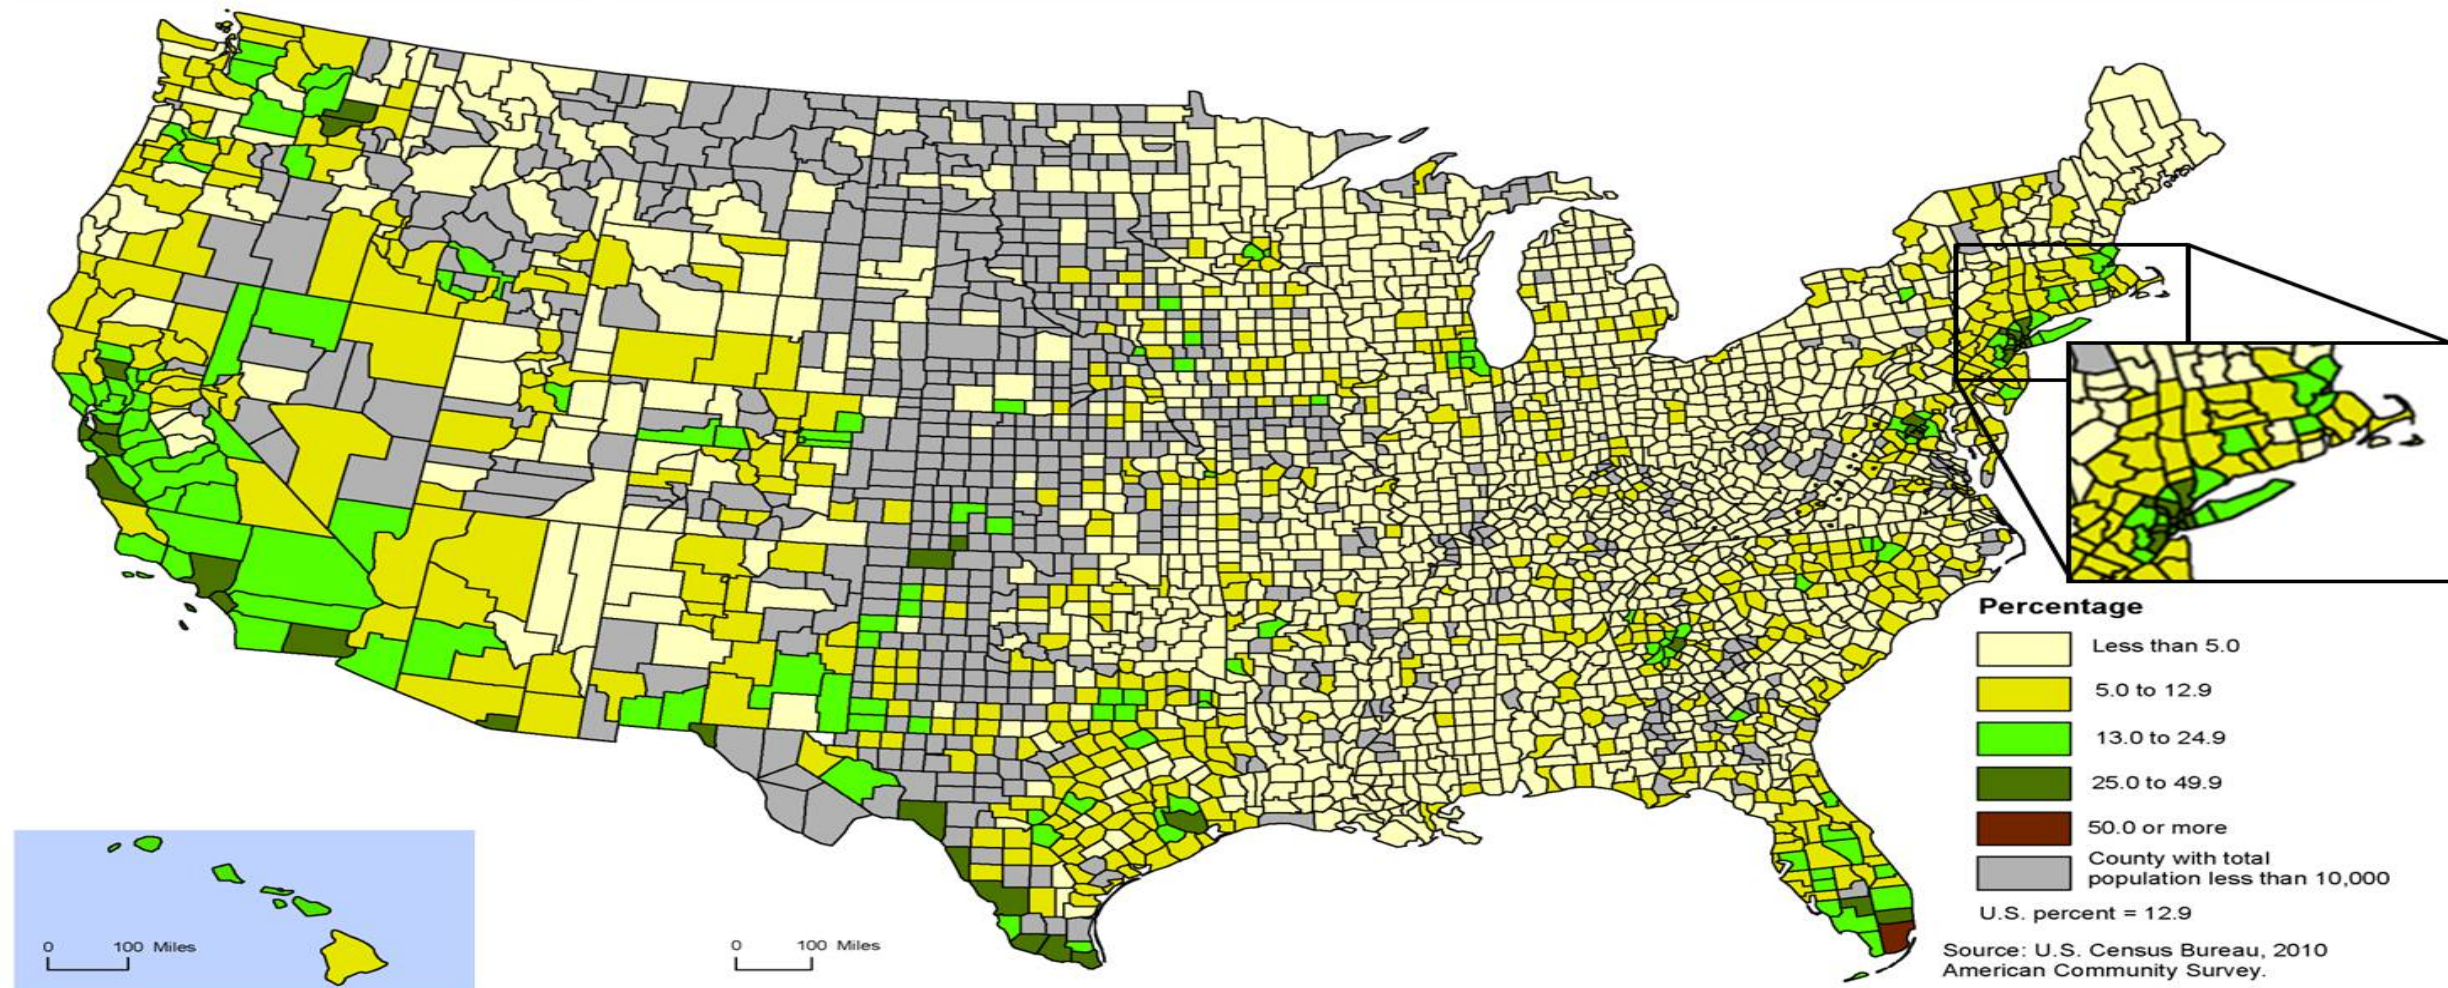 Percentage
Less than 5.0
5.0 to 12.9
13.0 to 24.9
25.0 to 49.9
50.0 or more
County with total
population less than 10,000
U.S. percent = 12.9
Source: U.S. Census Bureau, 2010
American Community Survey.
0 100 Miles
0 100 Miles